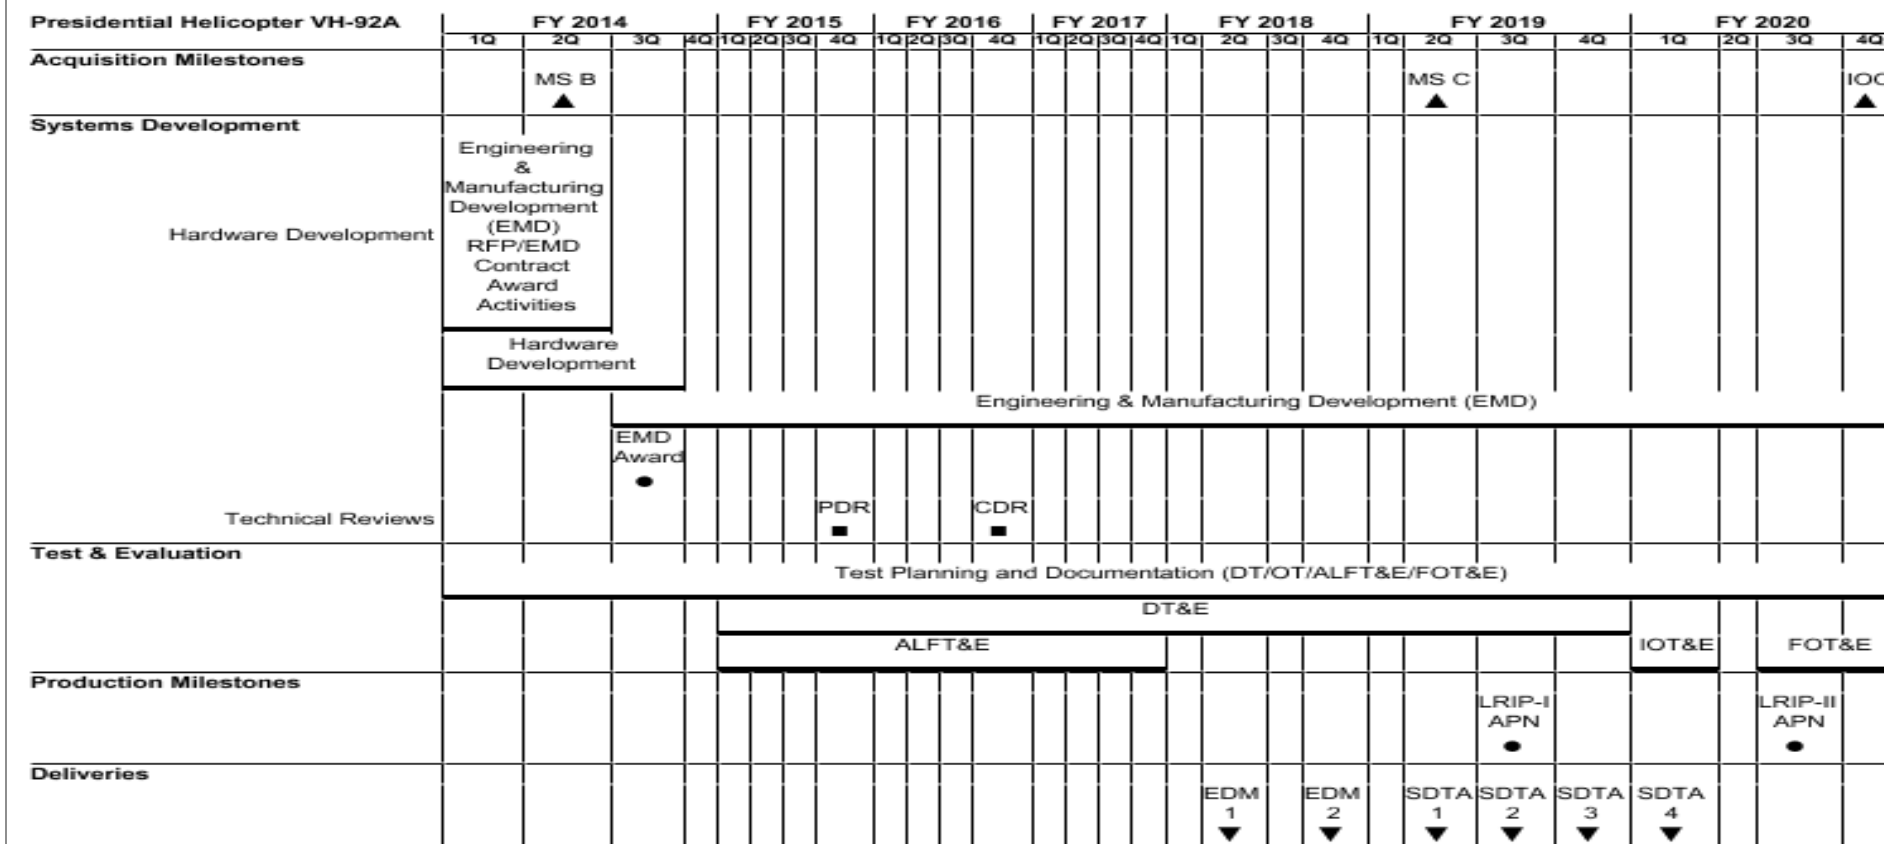 Presidential Helicopter VH-92A FY 2014 FY 2015 FY 2016 FY 2017 FY 2018 FY 2019 FY 2020
1Q 2Q 3Q 4Q 1Q 2Q 3Q 4Q 1Q 2Q 3Q 4Q 1Q 2Q 3Q 4Q 1Q 2Q 3Q 4Q 1Q 2Q 3Q 4Q 1Q 2Q 3Q 4Q
Acquisition Milestones
MS B MS C IOC
Systems Development
Hardware Development
Engineering
&
Manufacturing
Development
(EMD)
RFP/EMD
Contract
Award
Activities
Hardware
Development
Engineering & Manufacturing Development (EMD)
EMD
Award
Technical Reviews
PDR CDR
Test & Evaluation
Test Planning and Documentation (DT/OT/ALFT&E/FOT&E)
DT&E
ALFT&E IOT&E FOT&E
Production Milestones
LRIP-I LRIP-II
APN APN
Deliveries
EDM EDM SDTA SDTA SDTA SDTA
1 2 1 2 3 4